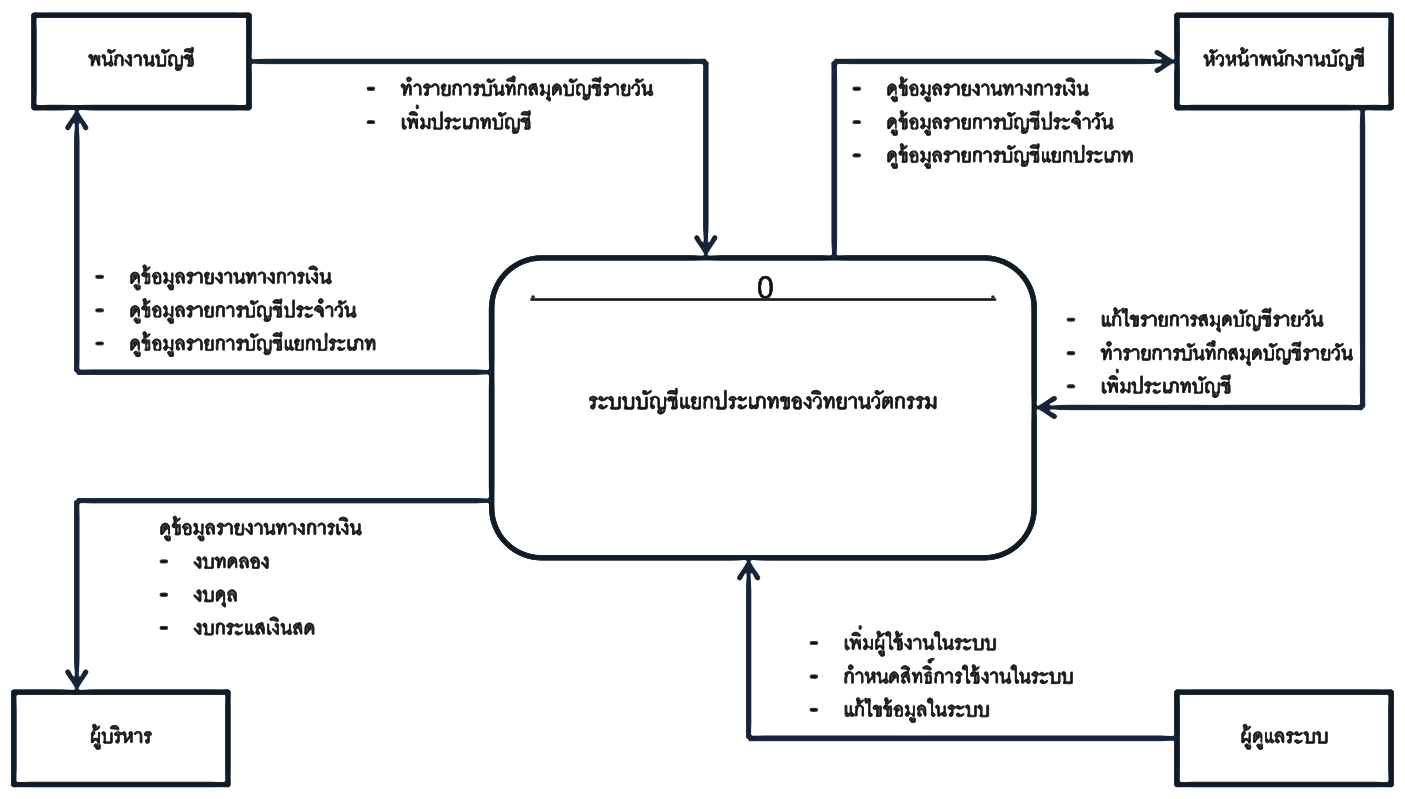 พนักงานบัญชี
- ทำรายการบันทึกสมุดบัญชีรายวัน
- เพิ่มประเภทบัญชี
- ดูข้อมูลรายงานทางการเงิน
- ดูข้อมูลรายการบัญชีประจำวัน
- ดูข้อมูลรายการบัญชีแยกประเภท
หัวหน้าพนักงานบัญชี
- ดูข้อมูลรายงานทางการเงิน
- ดูข้อมูลรายการบัญชีประจำวัน
- ดูข้อมูลรายการบัญชีแยกประเภท
0
ระบบบัญชีแยกประเภทของวิทยานวัตกรรม
- แก้ไขรายการสมุดบัญชีรายวัน
- ทำรายการบันทึกสมุดบัญชีรายวัน
- เพิ่มประเภทบัญชี
ดูข้อมูลรายงานทางการเงิน
- งบทดลอง
- งบดุล
- งบกระแสเงินสด
- เพิ่มผู้ใช้งานในระบบ
- กำหนดสิทธิ์การใช้งานในระบบ
- แก้ไขข้อมูลในระบบ
ผู้บริหาร
ผู้ดูแลระบบ